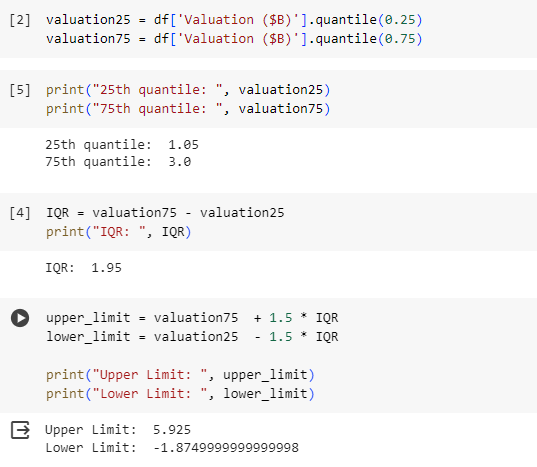 [2] valuation25 = df['Valuation ($B)'].quantile(0.25)
valuation75 = df['Valuation ($B)'].quantile(0.75)
[5] print("25th quantile: ", valuation25)
print("75th quantile: ", valuation75)
25th quantile:  1.05
75th quantile:  3.0
[4] IQR = valuation75 - valuation25
print("IQR: ", IQR)
IQR:  1.95
upper_limit = valuation75  + 1.5 * IQR
lower_limit = valuation25  - 1.5 * IQR
print("Upper Limit: ", upper_limit)
print("Lower Limit: ", lower_limit)
Upper Limit:  5.925
Lower Limit:  -1.8749999999999998